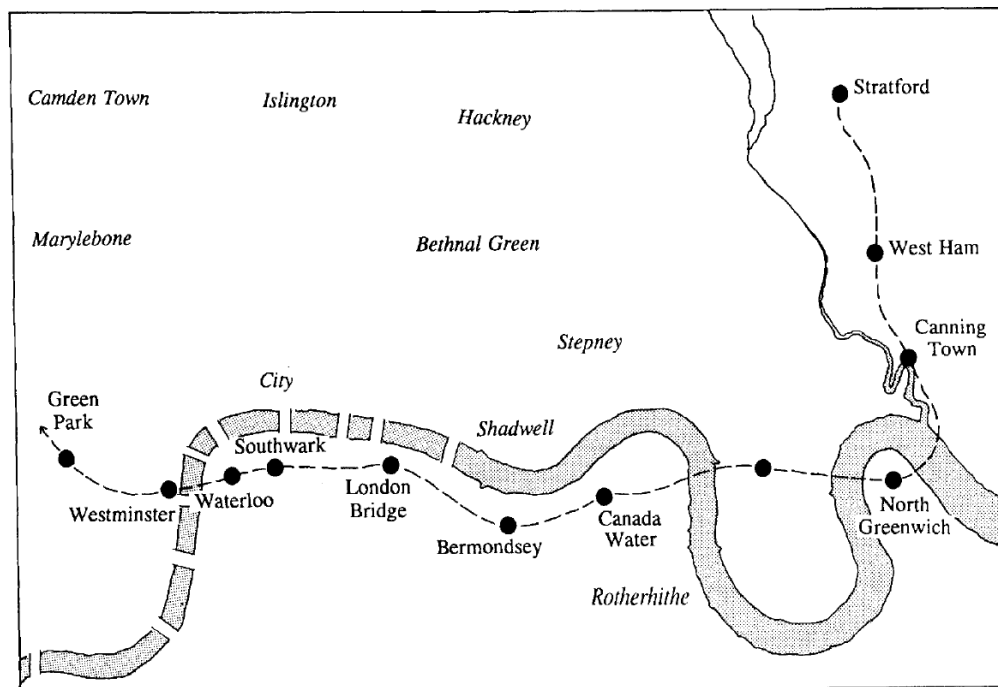 Camden Town
Islington
Hackney
Stratford
Marylebone
Bethnal Green
West Ham
Stepney
Canning
Town
City
Green
Park
Shadwell
Southwark
Westminster
Waterloo
London
Bridge
Bermondsey
Canada
Water
North
Greenwich
Rotherhithe